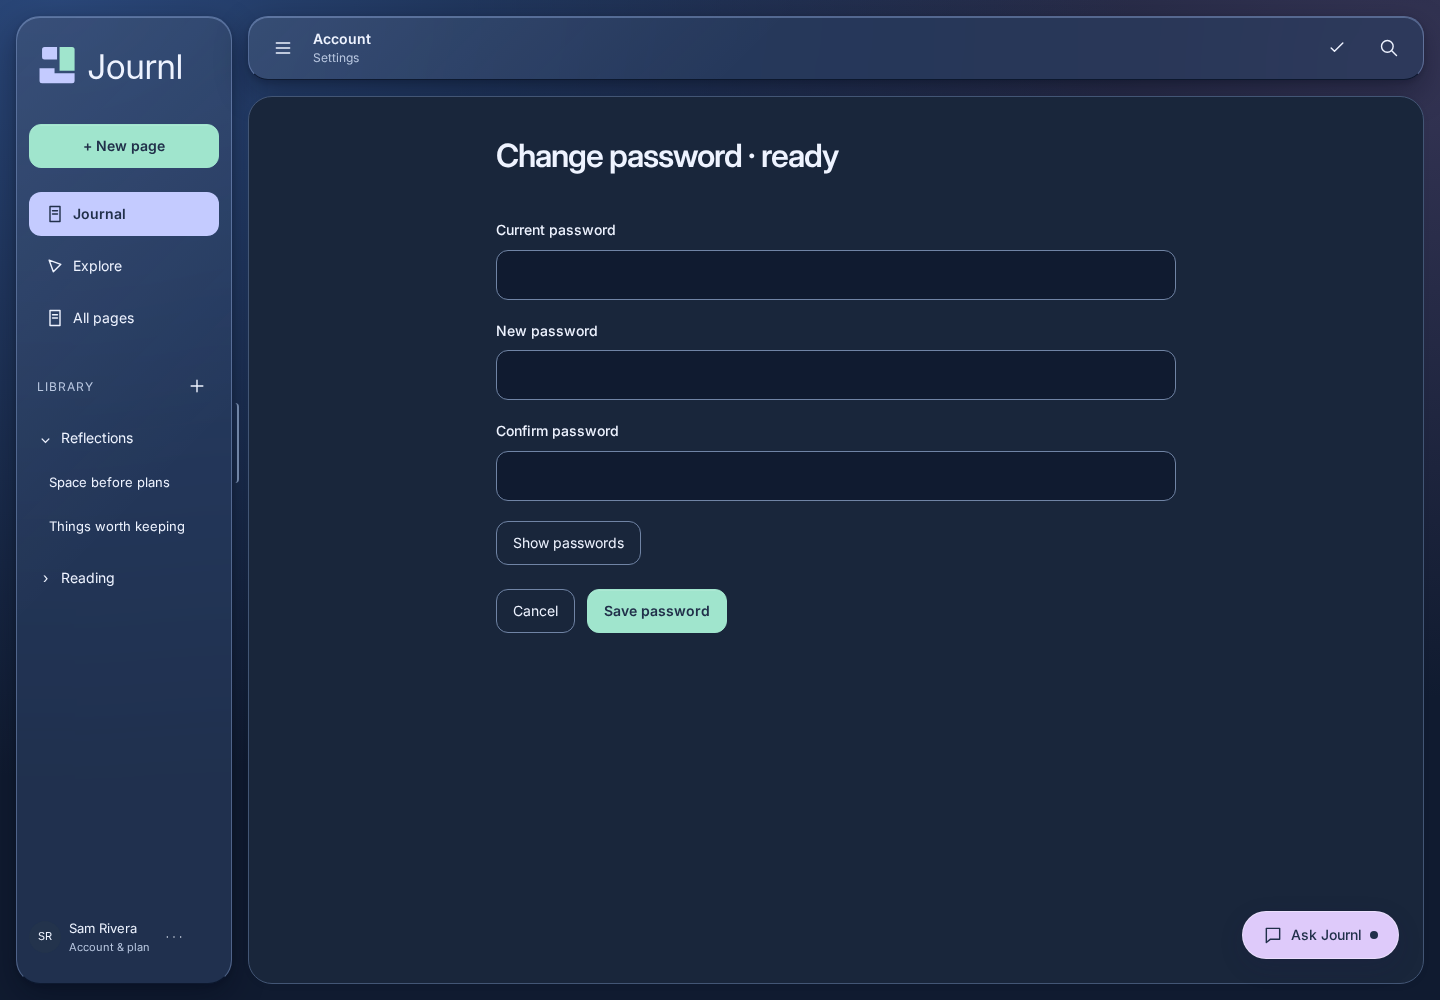 Journl
+ New page
Journal
Explore
All pages
LIBRARY
Reflections
Space before plans
Things worth keeping
Reading
SR
Sam Rivera
Account & plan
Account
Settings
Change password · ready
Current password
New password
Confirm password
Show passwords
Cancel
Save password
Ask Journl